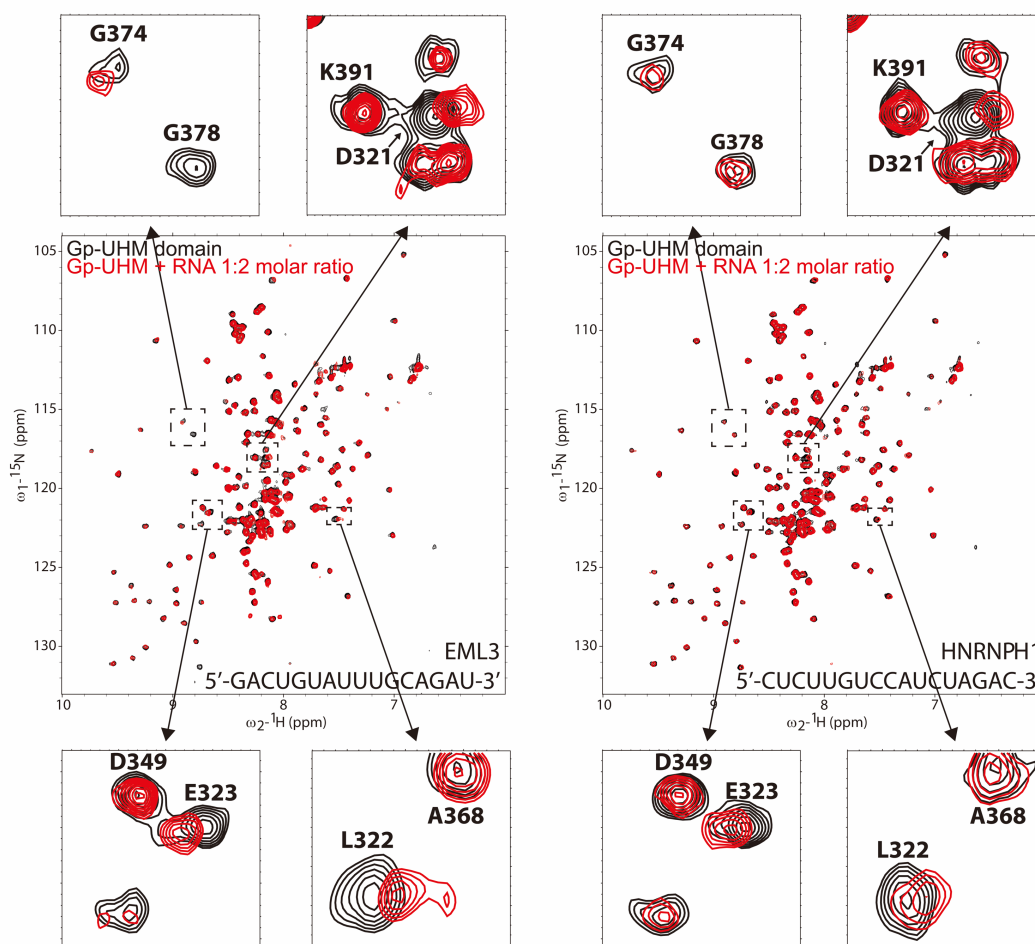 G374
G378
K391
D321
G374
G378
K391
D321
Gp-UHM domain
Gp-UHM + RNA 1:2 molar ratio
Gp-UHM domain
Gp-UHM + RNA 1:2 molar ratio
105
110
115
120
125
130
ω1-15N (ppm)
105
110
115
120
125
130
ω1-15N (ppm)
EML3
5′-GACUGUAUUUGCAGAU-3′
HNRNPH1
5′-CUCUUGUCCAUCUAGAC-3
10 9 8 7 6
ω2-1H (ppm)
10 9 8 7 6
ω2-1H (ppm)
D349
E323
A368
L322
D349
E323
A368
L322